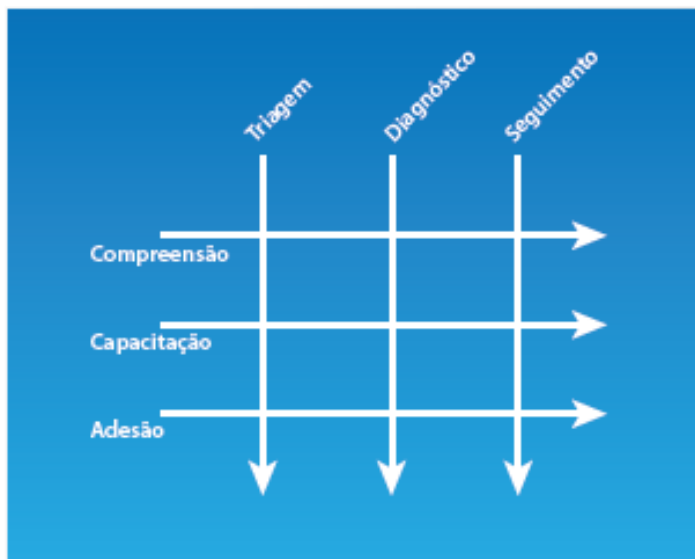 Triagem
Diagnóstico
Seguimento
Compreensão
Capacitação
Adesão